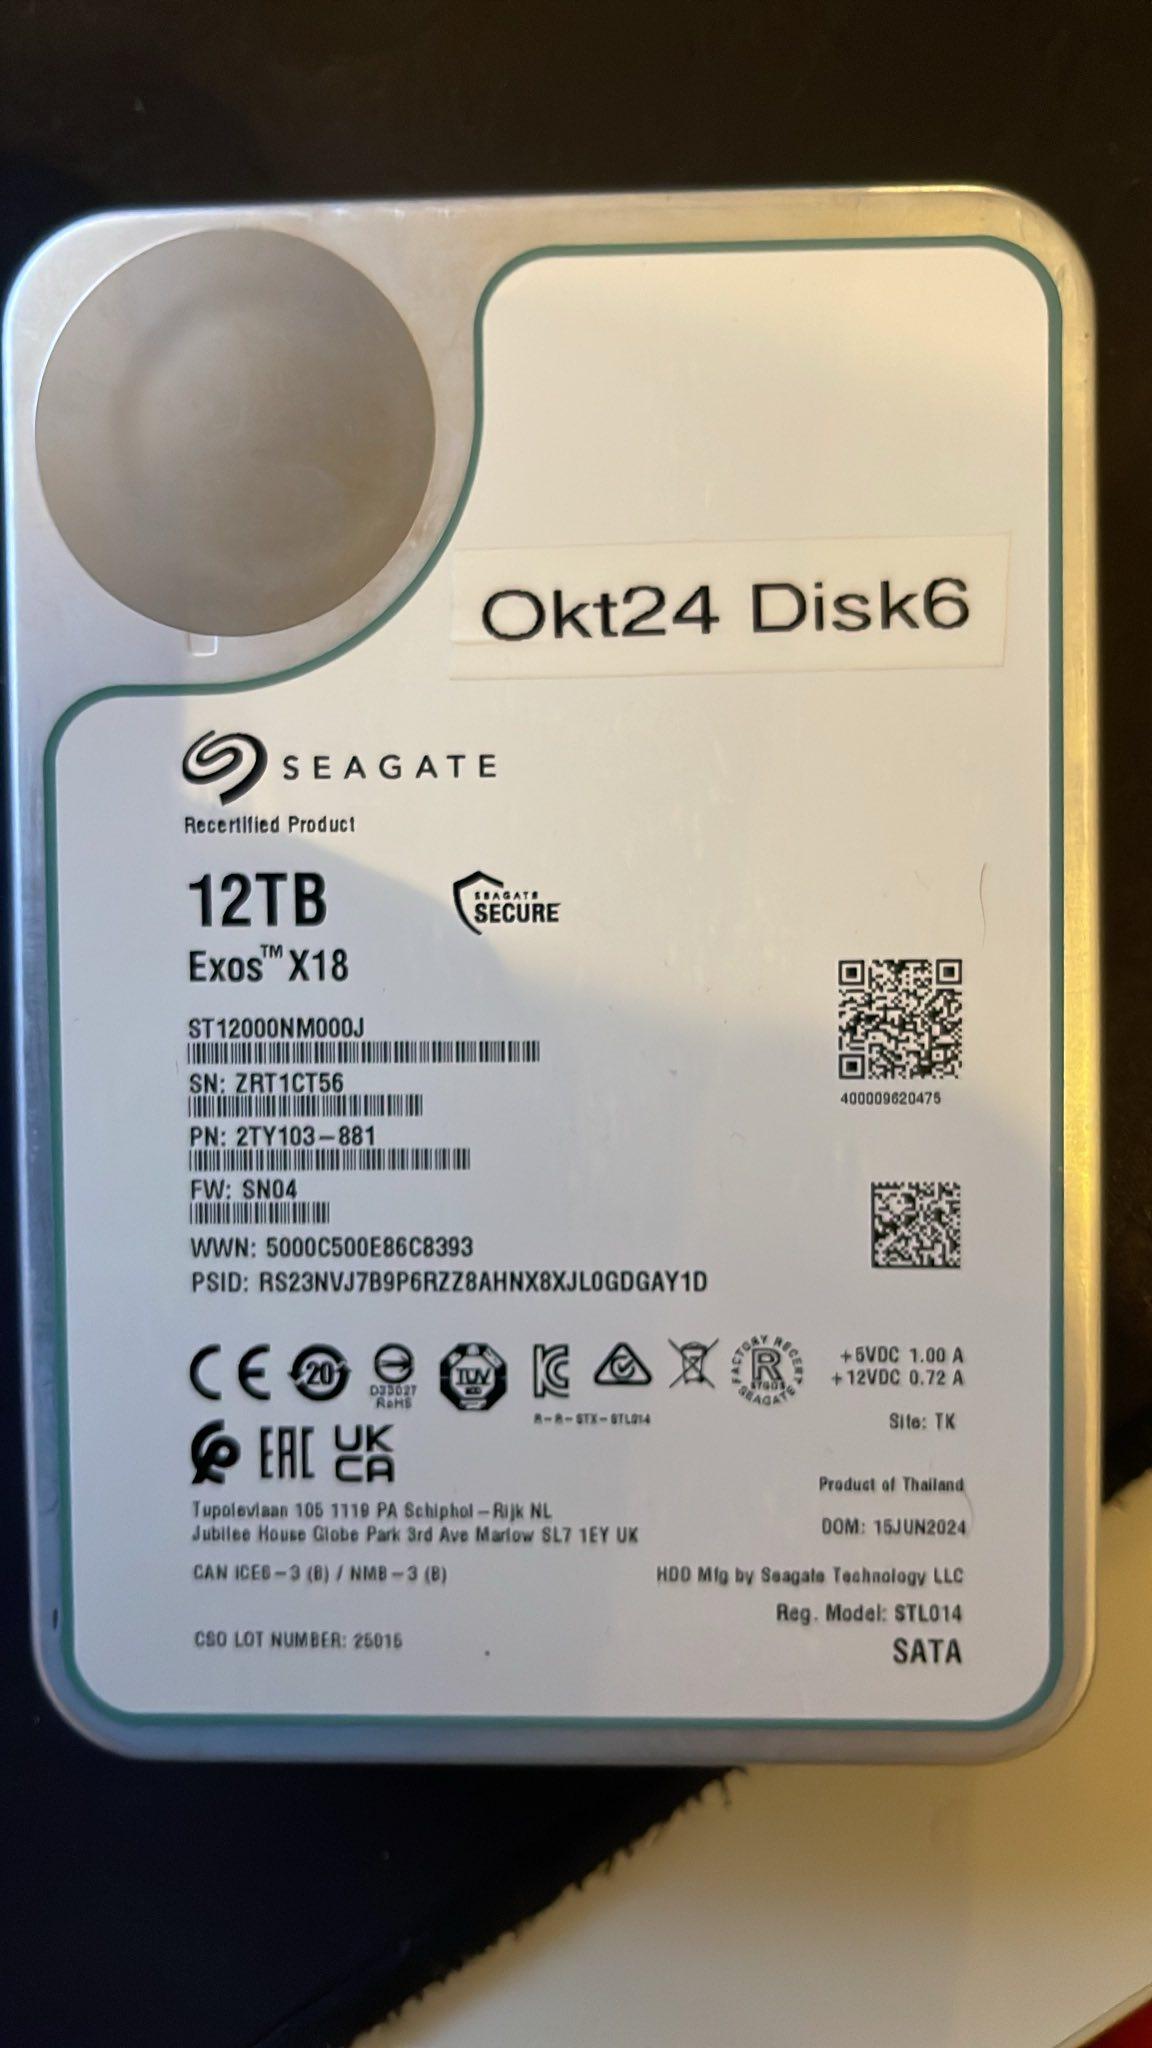 Okt24 Disk6
SEAGATE
Recertified Product
12TB
SEAGATE
SECURE
Exos™ X18
ST12000NM000J
SN: ZRT1CT56
400009620475
PN: 2TY103-881
FW: SN04
WWN: 5000C500E86C8393
PSID: RS23NVJ7B9P6RZZ8AHNX8XJL0GDGAY1D
CE
20
D33027
RoHS
TÜV
R-R-STX-STL014
FACTORY RECERT
R
SEAGATE
+5VDC 1.00 A
+12VDC 0.72 A
Site: TK
EAC
UK
CA
Product of Thailand
Tupolevlaan 105 1119 PA Schiphol-Rijk NL
Jubilee House Globe Park 3rd Ave Marlow SL7 1EY UK
DOM: 15JUN2024
CAN ICES-3 (B) / NMB-3 (B)
HDD Mfg by Seagate Technology LLC
Reg. Model: STL014
CSO LOT NUMBER: 25015
SATA